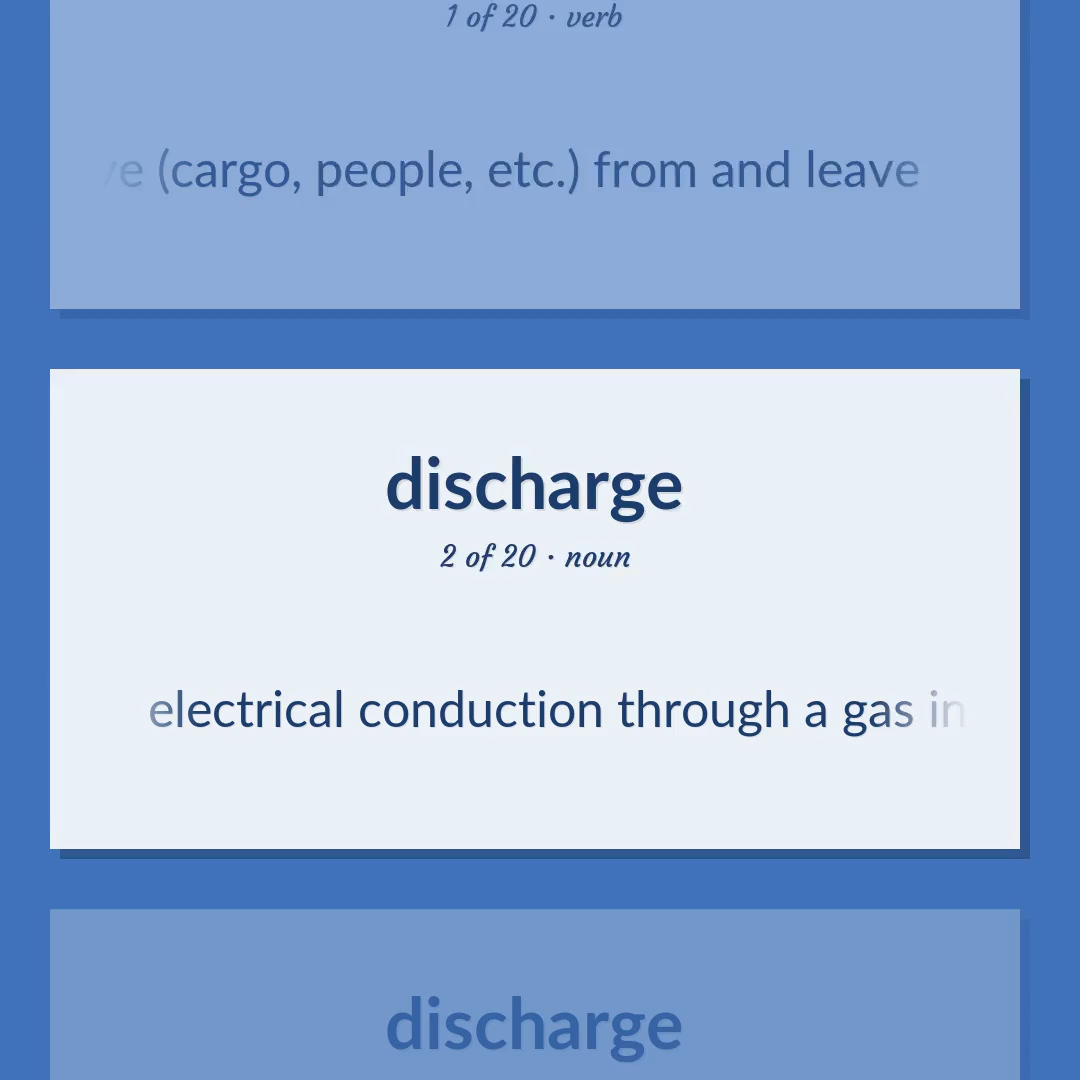 1 of 20 · verb
(cargo, people, etc.) from and leave
discharge
2 of 20 · noun
electrical conduction through a gas in
discharge